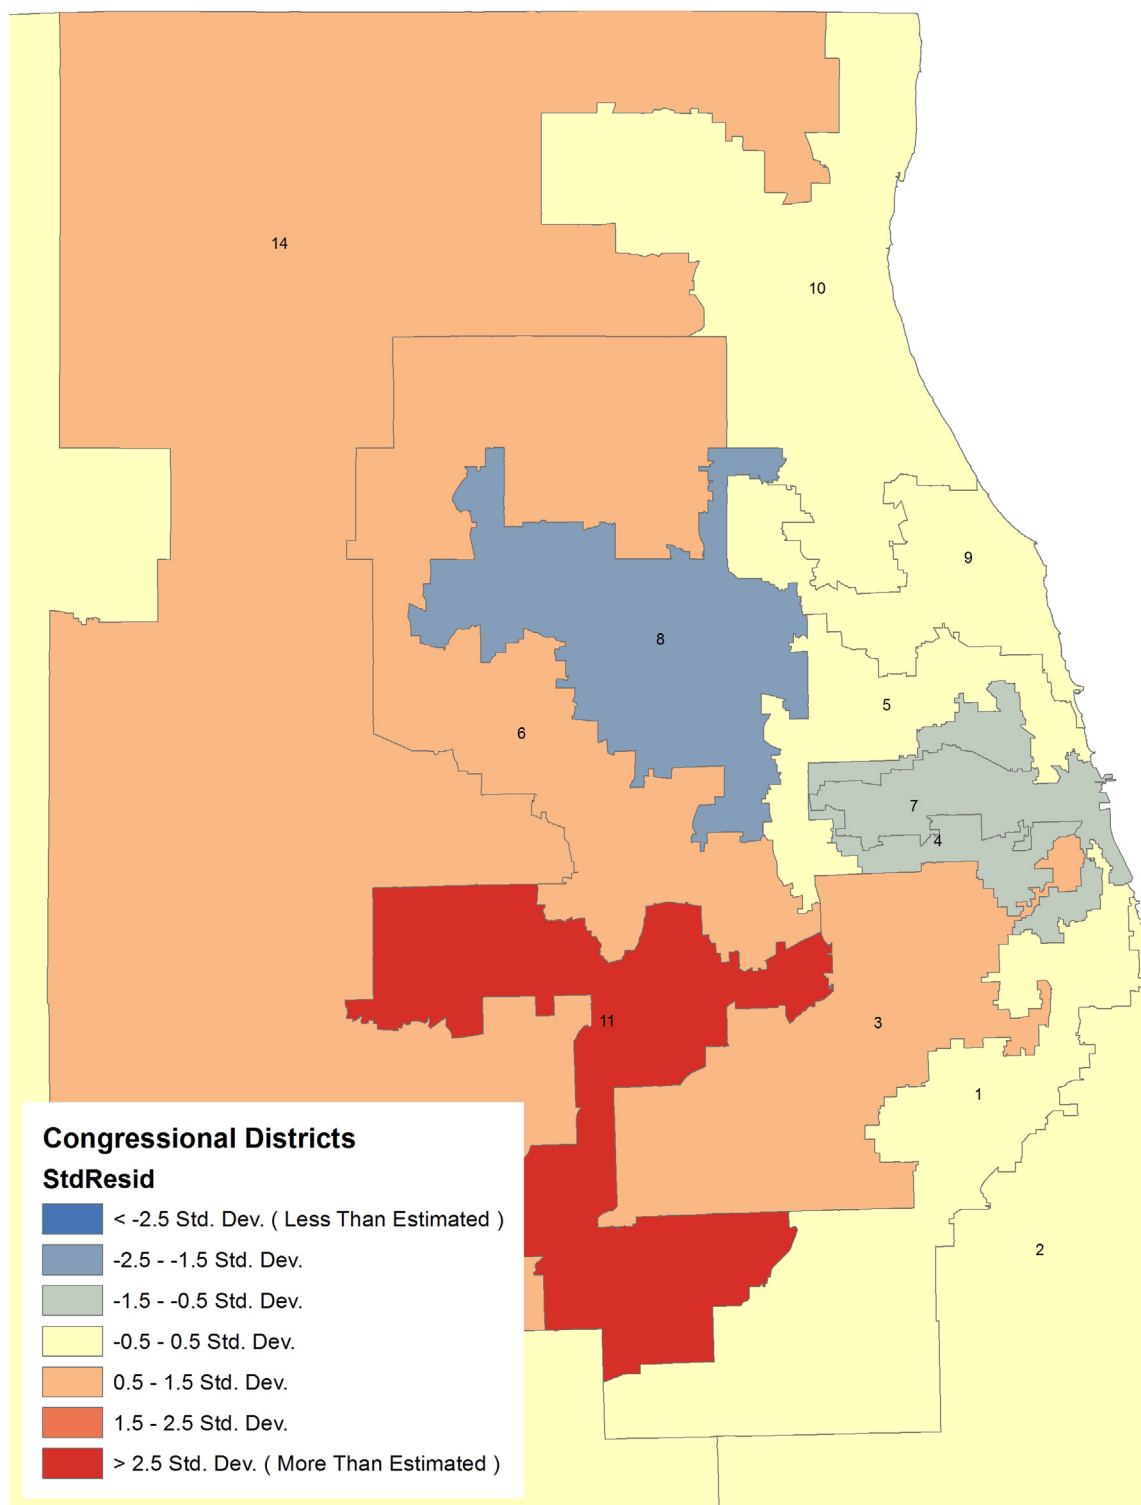 14
10
9
8
5
6
7
4
11
3
1
2
Congressional Districts
StdResid
< -2.5 Std. Dev. ( Less Than Estimated )
-2.5 - -1.5 Std. Dev.
-1.5 - -0.5 Std. Dev.
-0.5 - 0.5 Std. Dev.
0.5 - 1.5 Std. Dev.
1.5 - 2.5 Std. Dev.
> 2.5 Std. Dev. ( More Than Estimated )